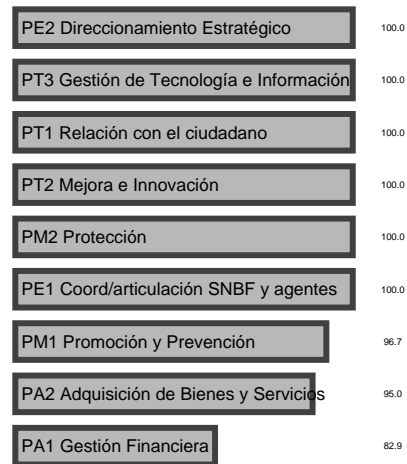 PE2 Direccionamiento Estratégico 100.0
PT3 Gestión de Tecnología e Información 100.0
PT1 Relación con el ciudadano 100.0
PT2 Mejora e Innovación 100.0
PM2 Protección 100.0
PE1 Coord/articulación SNBF y agentes 100.0
PM1 Promoción y Prevención 96.7
PA2 Adquisición de Bienes y Servicios 95.0
PA1 Gestión Financiera 82.9